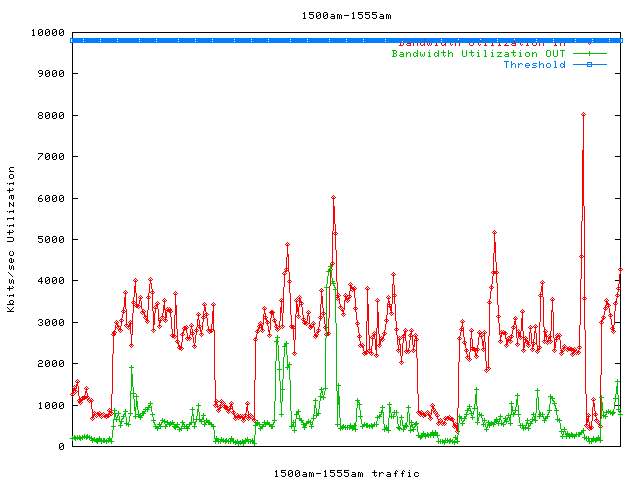 1500am-1555am
10000
Bandwidth Utilization IN
Bandwidth Utilization OUT
Threshold
9000
8000
7000
6000
5000
4000
3000
2000
1000
0
Kbits/sec Utilization
1500am-1555am traffic